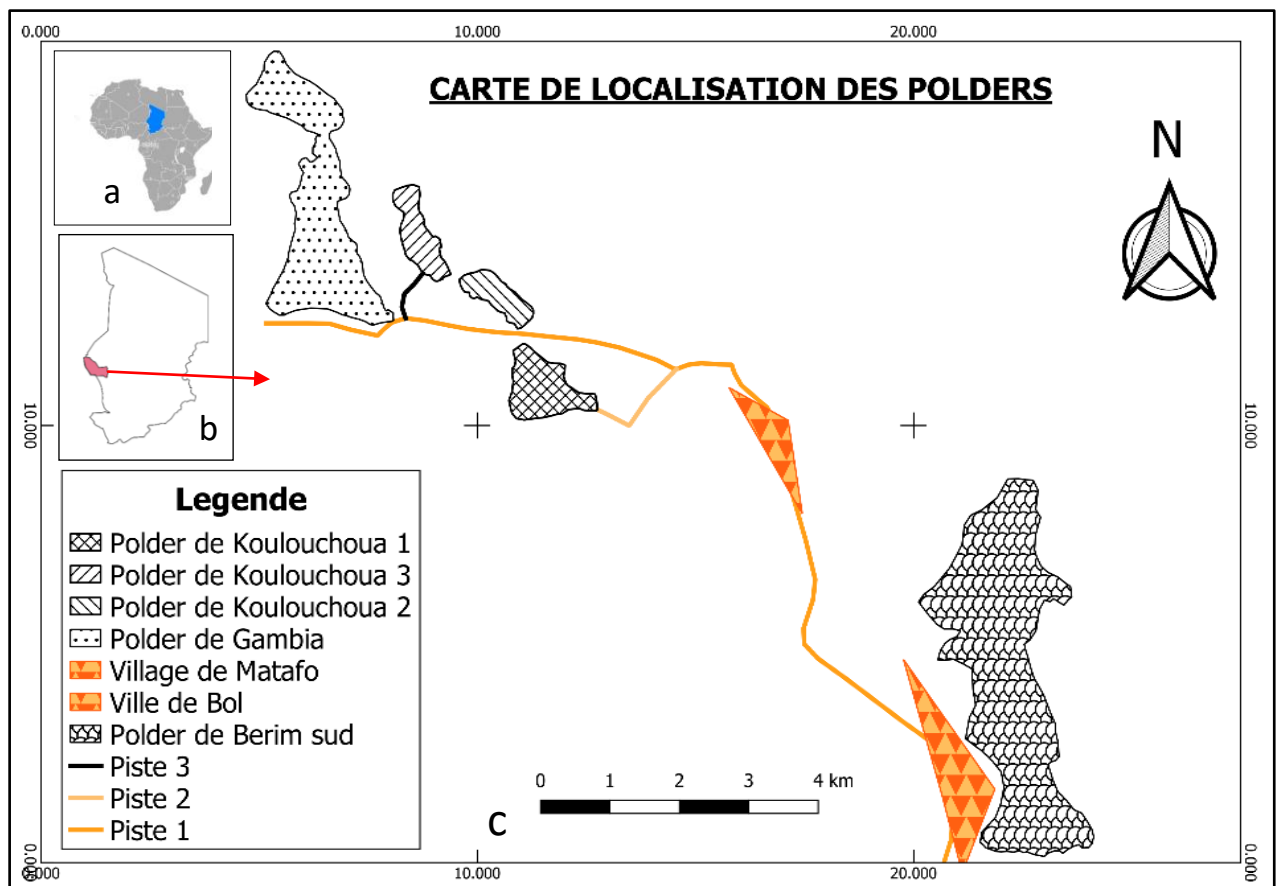 0.000 10.000 20.000
CARTE DE LOCALISATION DES POLDERS
N
a
b
10.000
10.000
Legende
Polder de Koulouchoua 1
Polder de Koulouchoua 3
Polder de Koulouchoua 2
Polder de Gambia
Village de Matafo
Ville de Bol
Polder de Berim sud
Piste 3
Piste 2
Piste 1
0 1 2 3 4 km
c
0.000
0.000
0.000 10.000 20.000